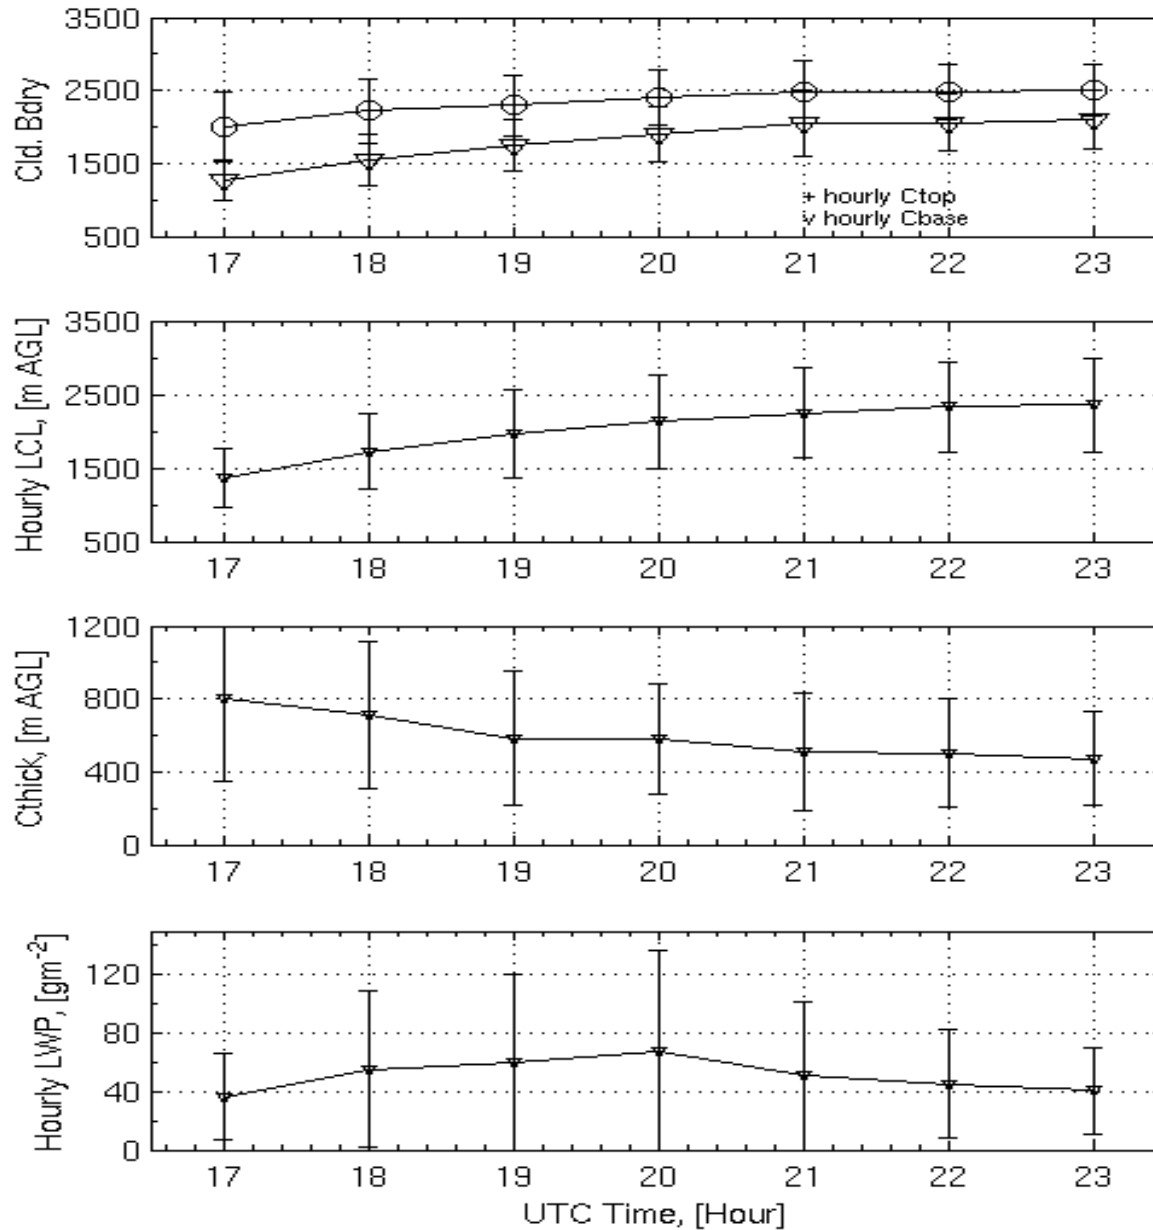 Cld. Bdry
3500
2500
1500
500
+ hourly Ctop
v hourly Cbase
17 18 19 20 21 22 23
Hourly LCL, [m AGL]
3500
2500
1500
500
17 18 19 20 21 22 23
Cthick, [m AGL]
1200
800
400
0
17 18 19 20 21 22 23
Hourly LWP, [gm⁻²]
120
80
40
0
17 18 19 20 21 22 23
UTC Time, [Hour]